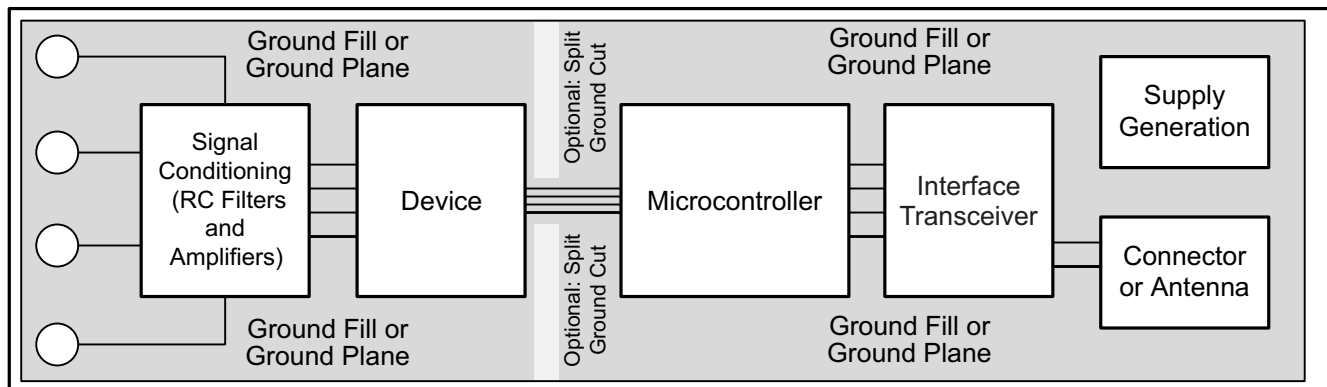 Ground Fill or
Ground Plane
Optional: Split
Ground Cut
Ground Fill or
Ground Plane
Supply
Generation
Signal
Conditioning
(RC Filters
and
Amplifiers)
Device
Microcontroller
Interface
Transceiver
Connector
or Antenna
Ground Fill or
Ground Plane
Optional: Split
Ground Cut
Ground Fill or
Ground Plane